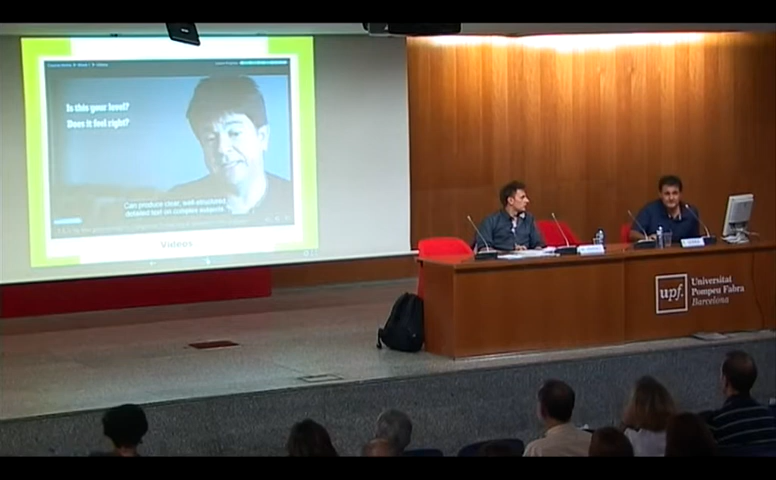 Is this your level?
Does it feel right?
Can produce clear, well-structured
detailed text on complex subjects
Videos
upf.
Universitat
Pompeu Fabra
Barcelona